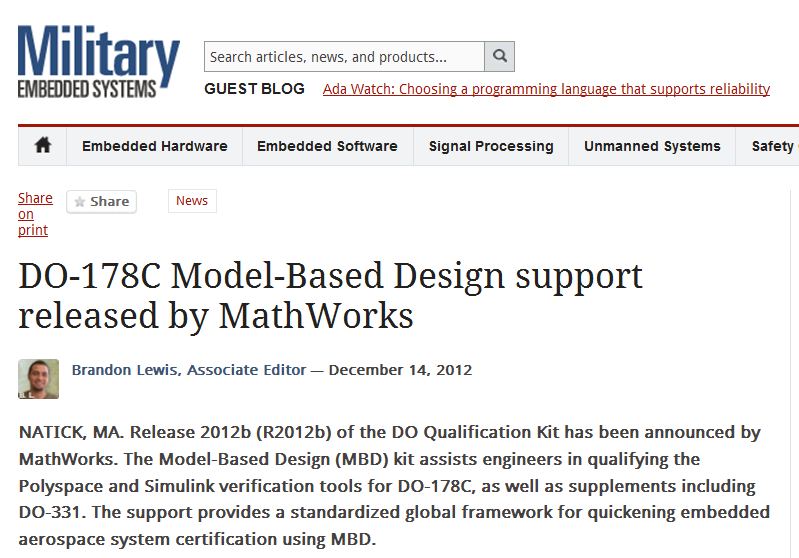 Military
EMBEDDED SYSTEMS
Search articles, news, and products...
GUEST BLOG Ada Watch: Choosing a programming language that supports reliability
Embedded Hardware Embedded Software Signal Processing Unmanned Systems Safety
Share
on
print
Share
News
DO-178C Model-Based Design support
released by MathWorks
Brandon Lewis, Associate Editor — December 14, 2012
NATICK, MA. Release 2012b (R2012b) of the DO Qualification Kit has been announced by
MathWorks. The Model-Based Design (MBD) kit assists engineers in qualifying the
Polyspace and Simulink verification tools for DO-178C, as well as supplements including
DO-331. The support provides a standardized global framework for quickening embedded
aerospace system certification using MBD.